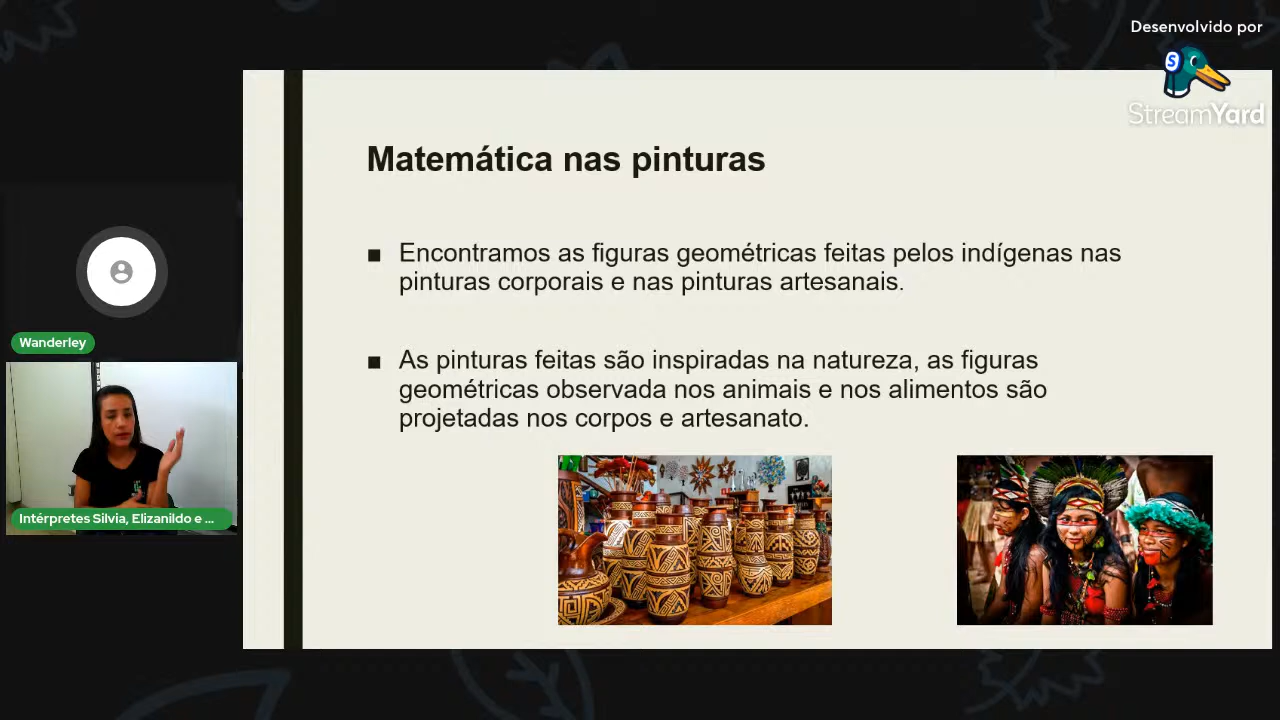 Desenvolvido por
S
StreamYard
Matemática nas pinturas
Encontramos as figuras geométricas feitas pelos indígenas nas
pinturas corporais e nas pinturas artesanais.
As pinturas feitas são inspiradas na natureza, as figuras
geométricas observada nos animais e nos alimentos são
projetadas nos corpos e artesanato.
Wanderley
Intérpretes Silvia, Elizanildo e ...